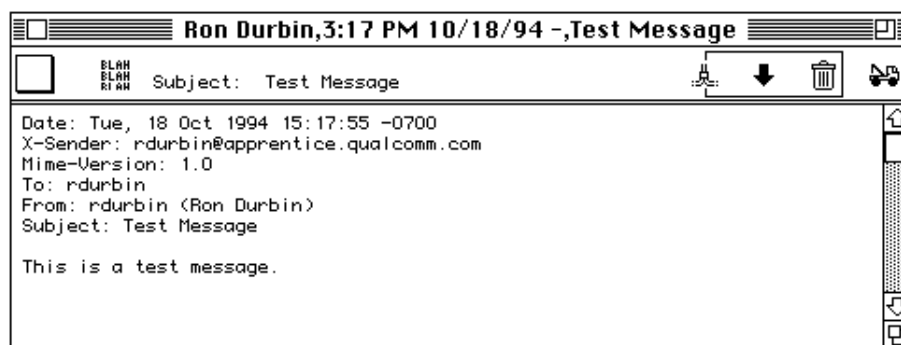 Ron Durbin,3:17 PM 10/18/94 -,Test Message
BLAH
BLAH
BLAH
Subject: Test Message
Date: Tue, 18 Oct 1994 15:17:55 -0700
X-Sender: rdurbin@apprentice.qualcomm.com
Mime-Version: 1.0
To: rdurbin
From: rdurbin (Ron Durbin)
Subject: Test Message
This is a test message.